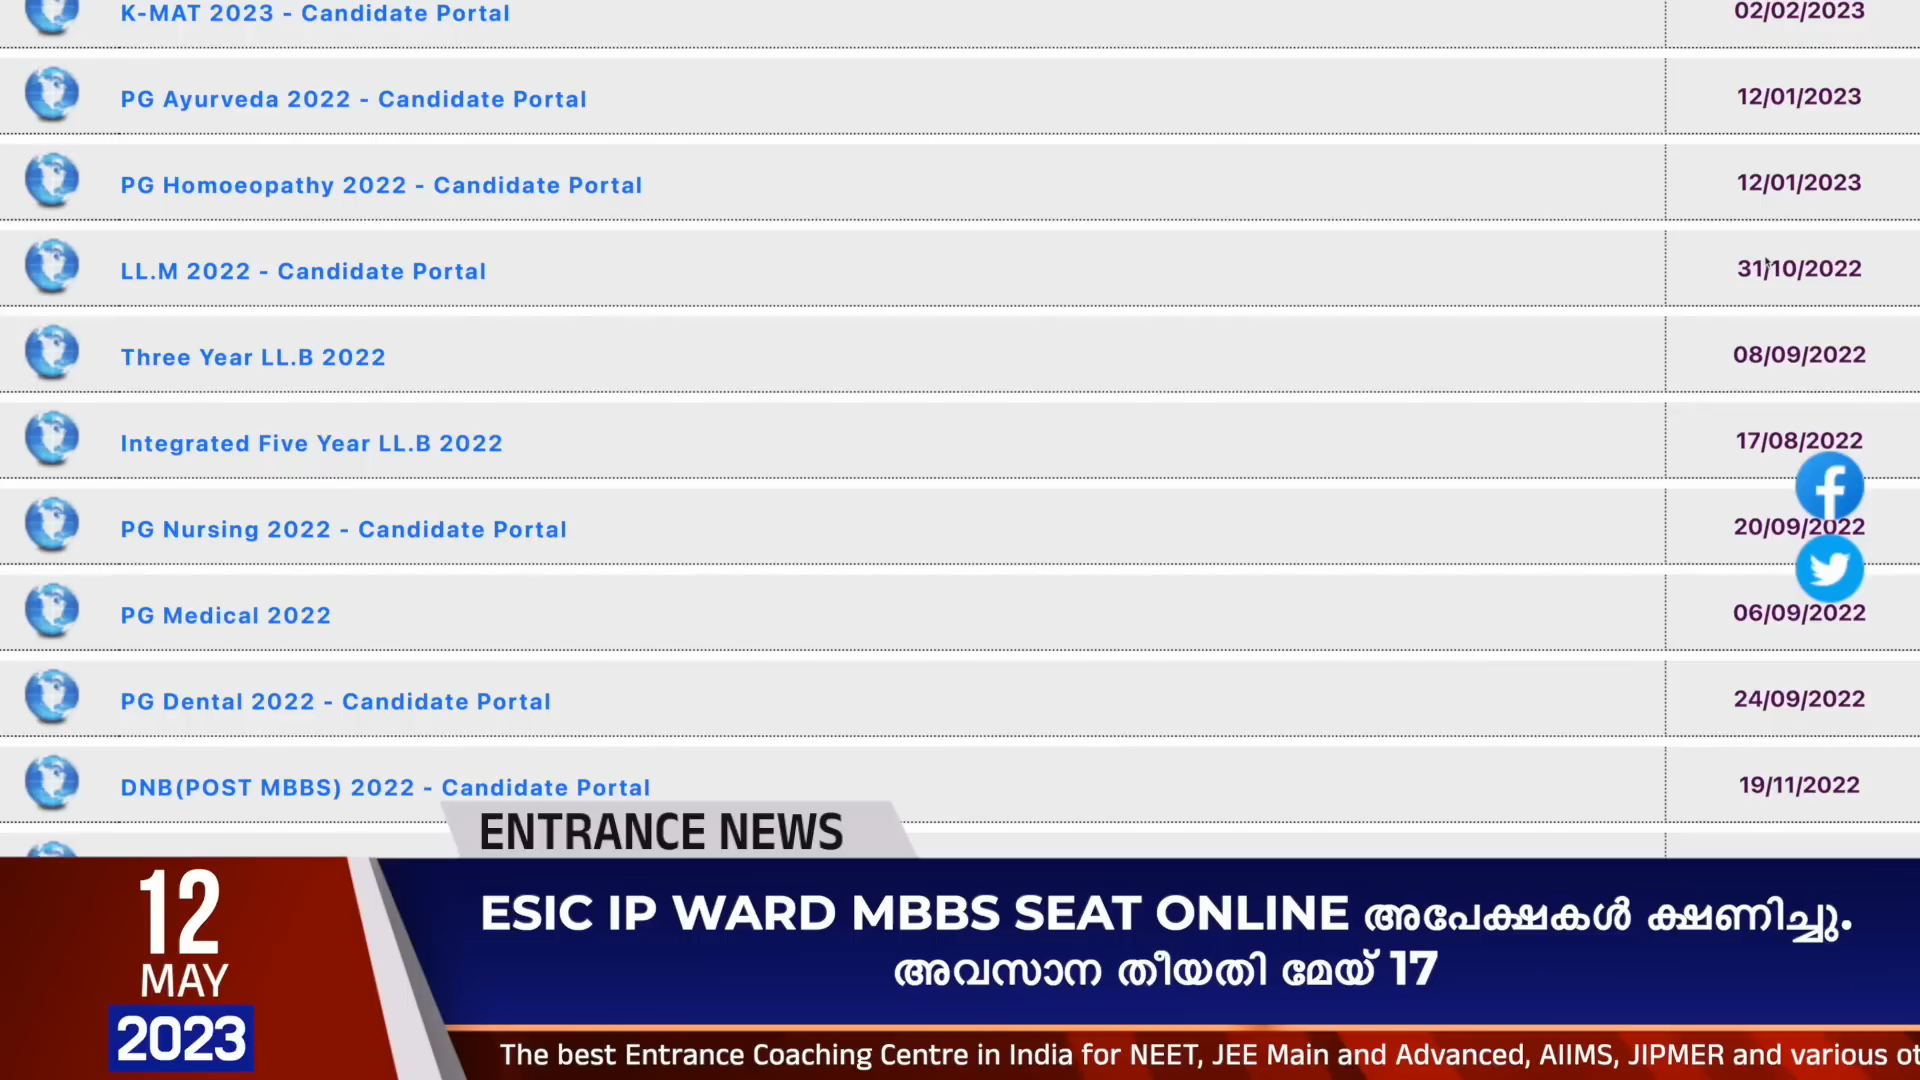 K-MAT 2023 - Candidate Portal 02/02/2023
PG Ayurveda 2022 - Candidate Portal 12/01/2023
PG Homoeopathy 2022 - Candidate Portal 12/01/2023
LL.M 2022 - Candidate Portal 31/10/2022
Three Year LL.B 2022 08/09/2022
Integrated Five Year LL.B 2022 17/08/2022
PG Nursing 2022 - Candidate Portal 20/09/2022
PG Medical 2022 06/09/2022
PG Dental 2022 - Candidate Portal 24/09/2022
DNB(POST MBBS) 2022 - Candidate Portal 19/11/2022
ENTRANCE NEWS
12
MAY
2023
ESIC IP WARD MBBS SEAT ONLINE അപേക്ഷകൾ ക്ഷണിച്ചു.
അവസാന തീയതി മേയ് 17
The best Entrance Coaching Centre in India for NEET, JEE Main and Advanced, AIIMS, JIPMER and various